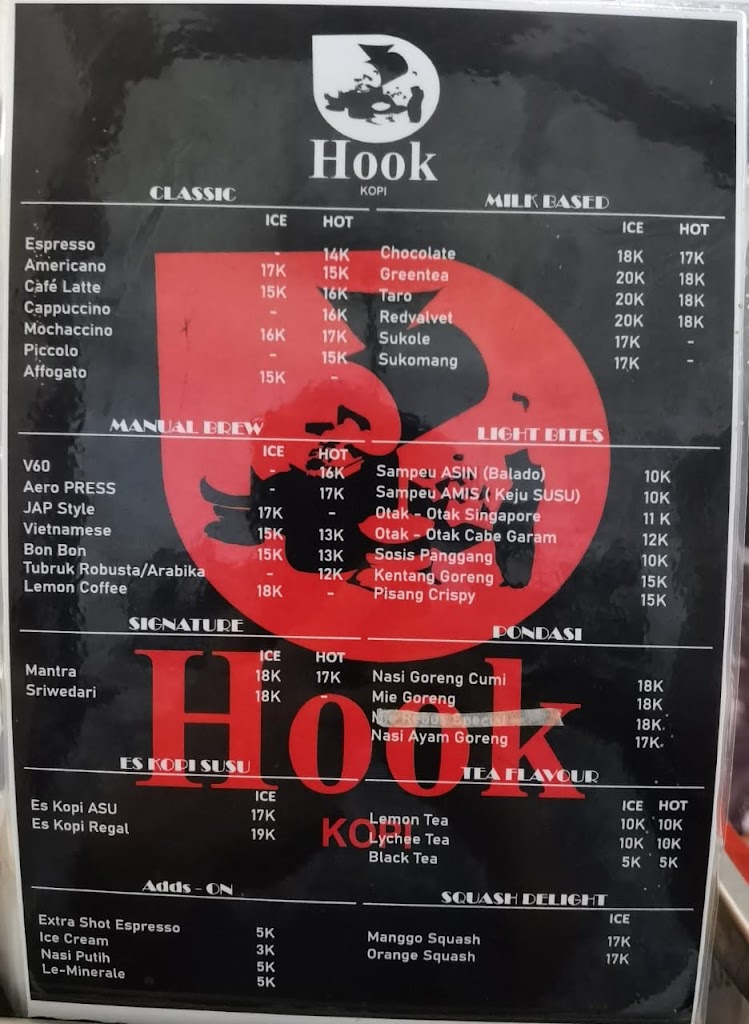 Hook
KOPI
CLASSIC
ICE HOT
Espresso - 14K
Americano 17K 15K
Café Latte 15K 16K
Cappuccino - 16K
Mochaccino 16K 17K
Piccolo - 15K
Affogato 15K -
MILK BASED
ICE HOT
Chocolate 18K 17K
Greentea 20K 18K
Taro 20K 18K
Redvalvet 20K 18K
Sukole 17K -
Sukomang 17K -
MANUAL BREW
ICE HOT
V60 - 16K
Aero PRESS - 17K
JAP Style 17K -
Vietnamese 15K 13K
Bon Bon 15K 13K
Tubruk Robusta/Arabika - 12K
Lemon Coffee 18K -
LIGHT BITES
Sampeu ASIN (Balado) 10K
Sampeu AMIS ( Keju SUSU) 10K
Otak - Otak Singapore 11 K
Otak - Otak Cabe Garam 12K
Sosis Panggang 10K
Kentang Goreng 15K
Pisang Crispy 15K
SIGNATURE
ICE HOT
Mantra 18K 17K
Sriwedari 18K -
PONDASI
Nasi Goreng Cumi 18K
Mie Goreng 18K
Rebus Special 18K
Nasi Ayam Goreng 17K
Hook
KOPI
ES KOPI SUSU
ICE
Es Kopi ASU 17K
Es Kopi Regal 19K
TEA FLAVOUR
ICE HOT
Lemon Tea 10K 10K
Lychee Tea 10K 10K
Black Tea 5K 5K
Adds - ON
Extra Shot Espresso 5K
Ice Cream 3K
Nasi Putih 5K
Le-Minerale 5K
SQUASH DELIGHT
ICE
Manggo Squash 17K
Orange Squash 17K